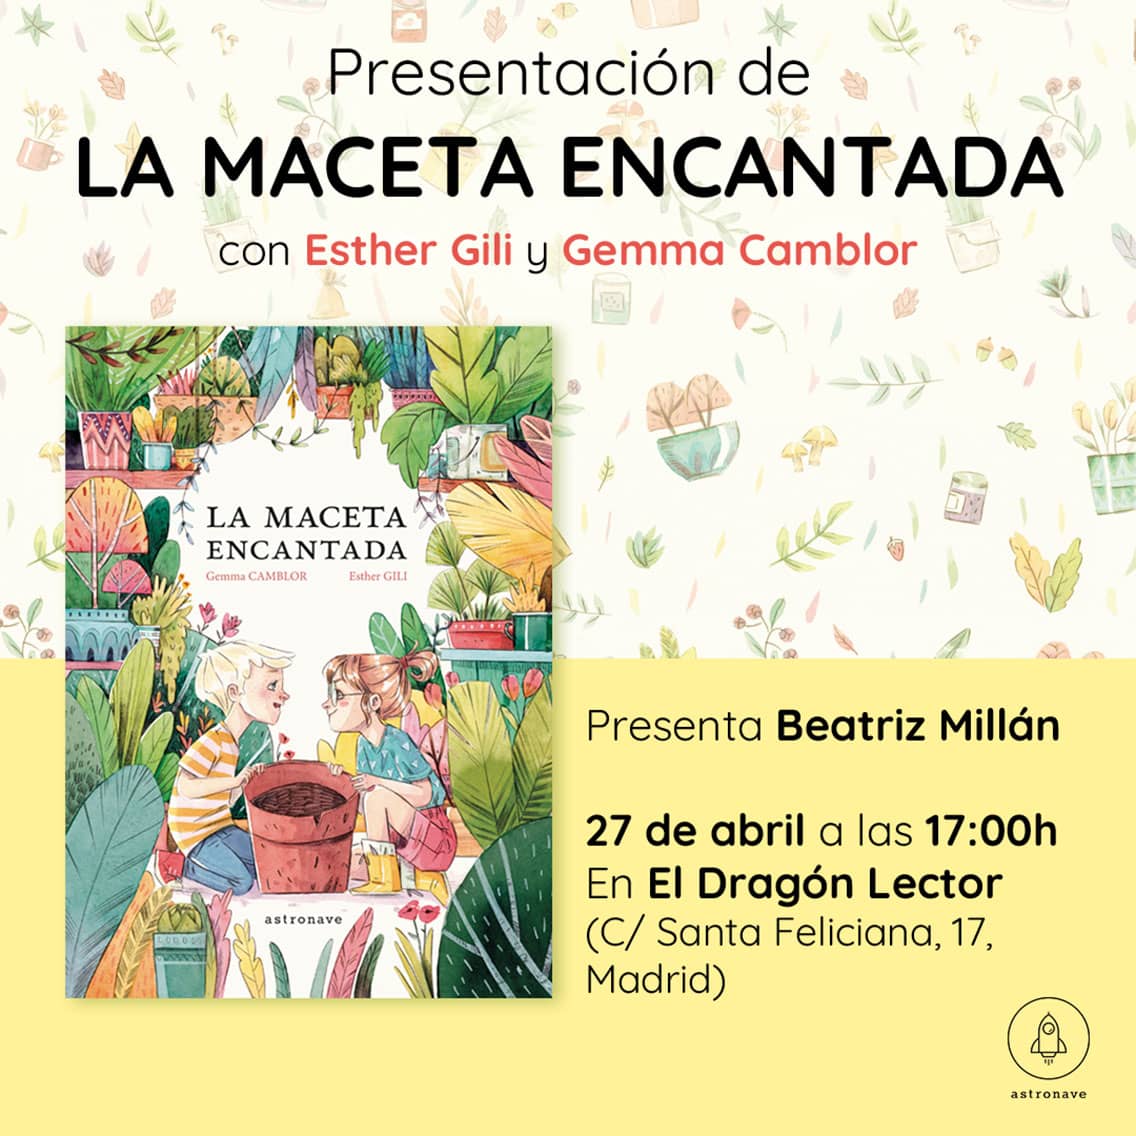 Presentación de
LA MACETA ENCANTADA
con Esther Gili y Gemma Camblor
LA MACETA
ENCANTADA
Gemma CAMBLOR Esther GILI
astronave
Presenta Beatriz Millán
27 de abril a las 17:00h
En El Dragón Lector
(C/ Santa Feliciana, 17,
Madrid)
astronave